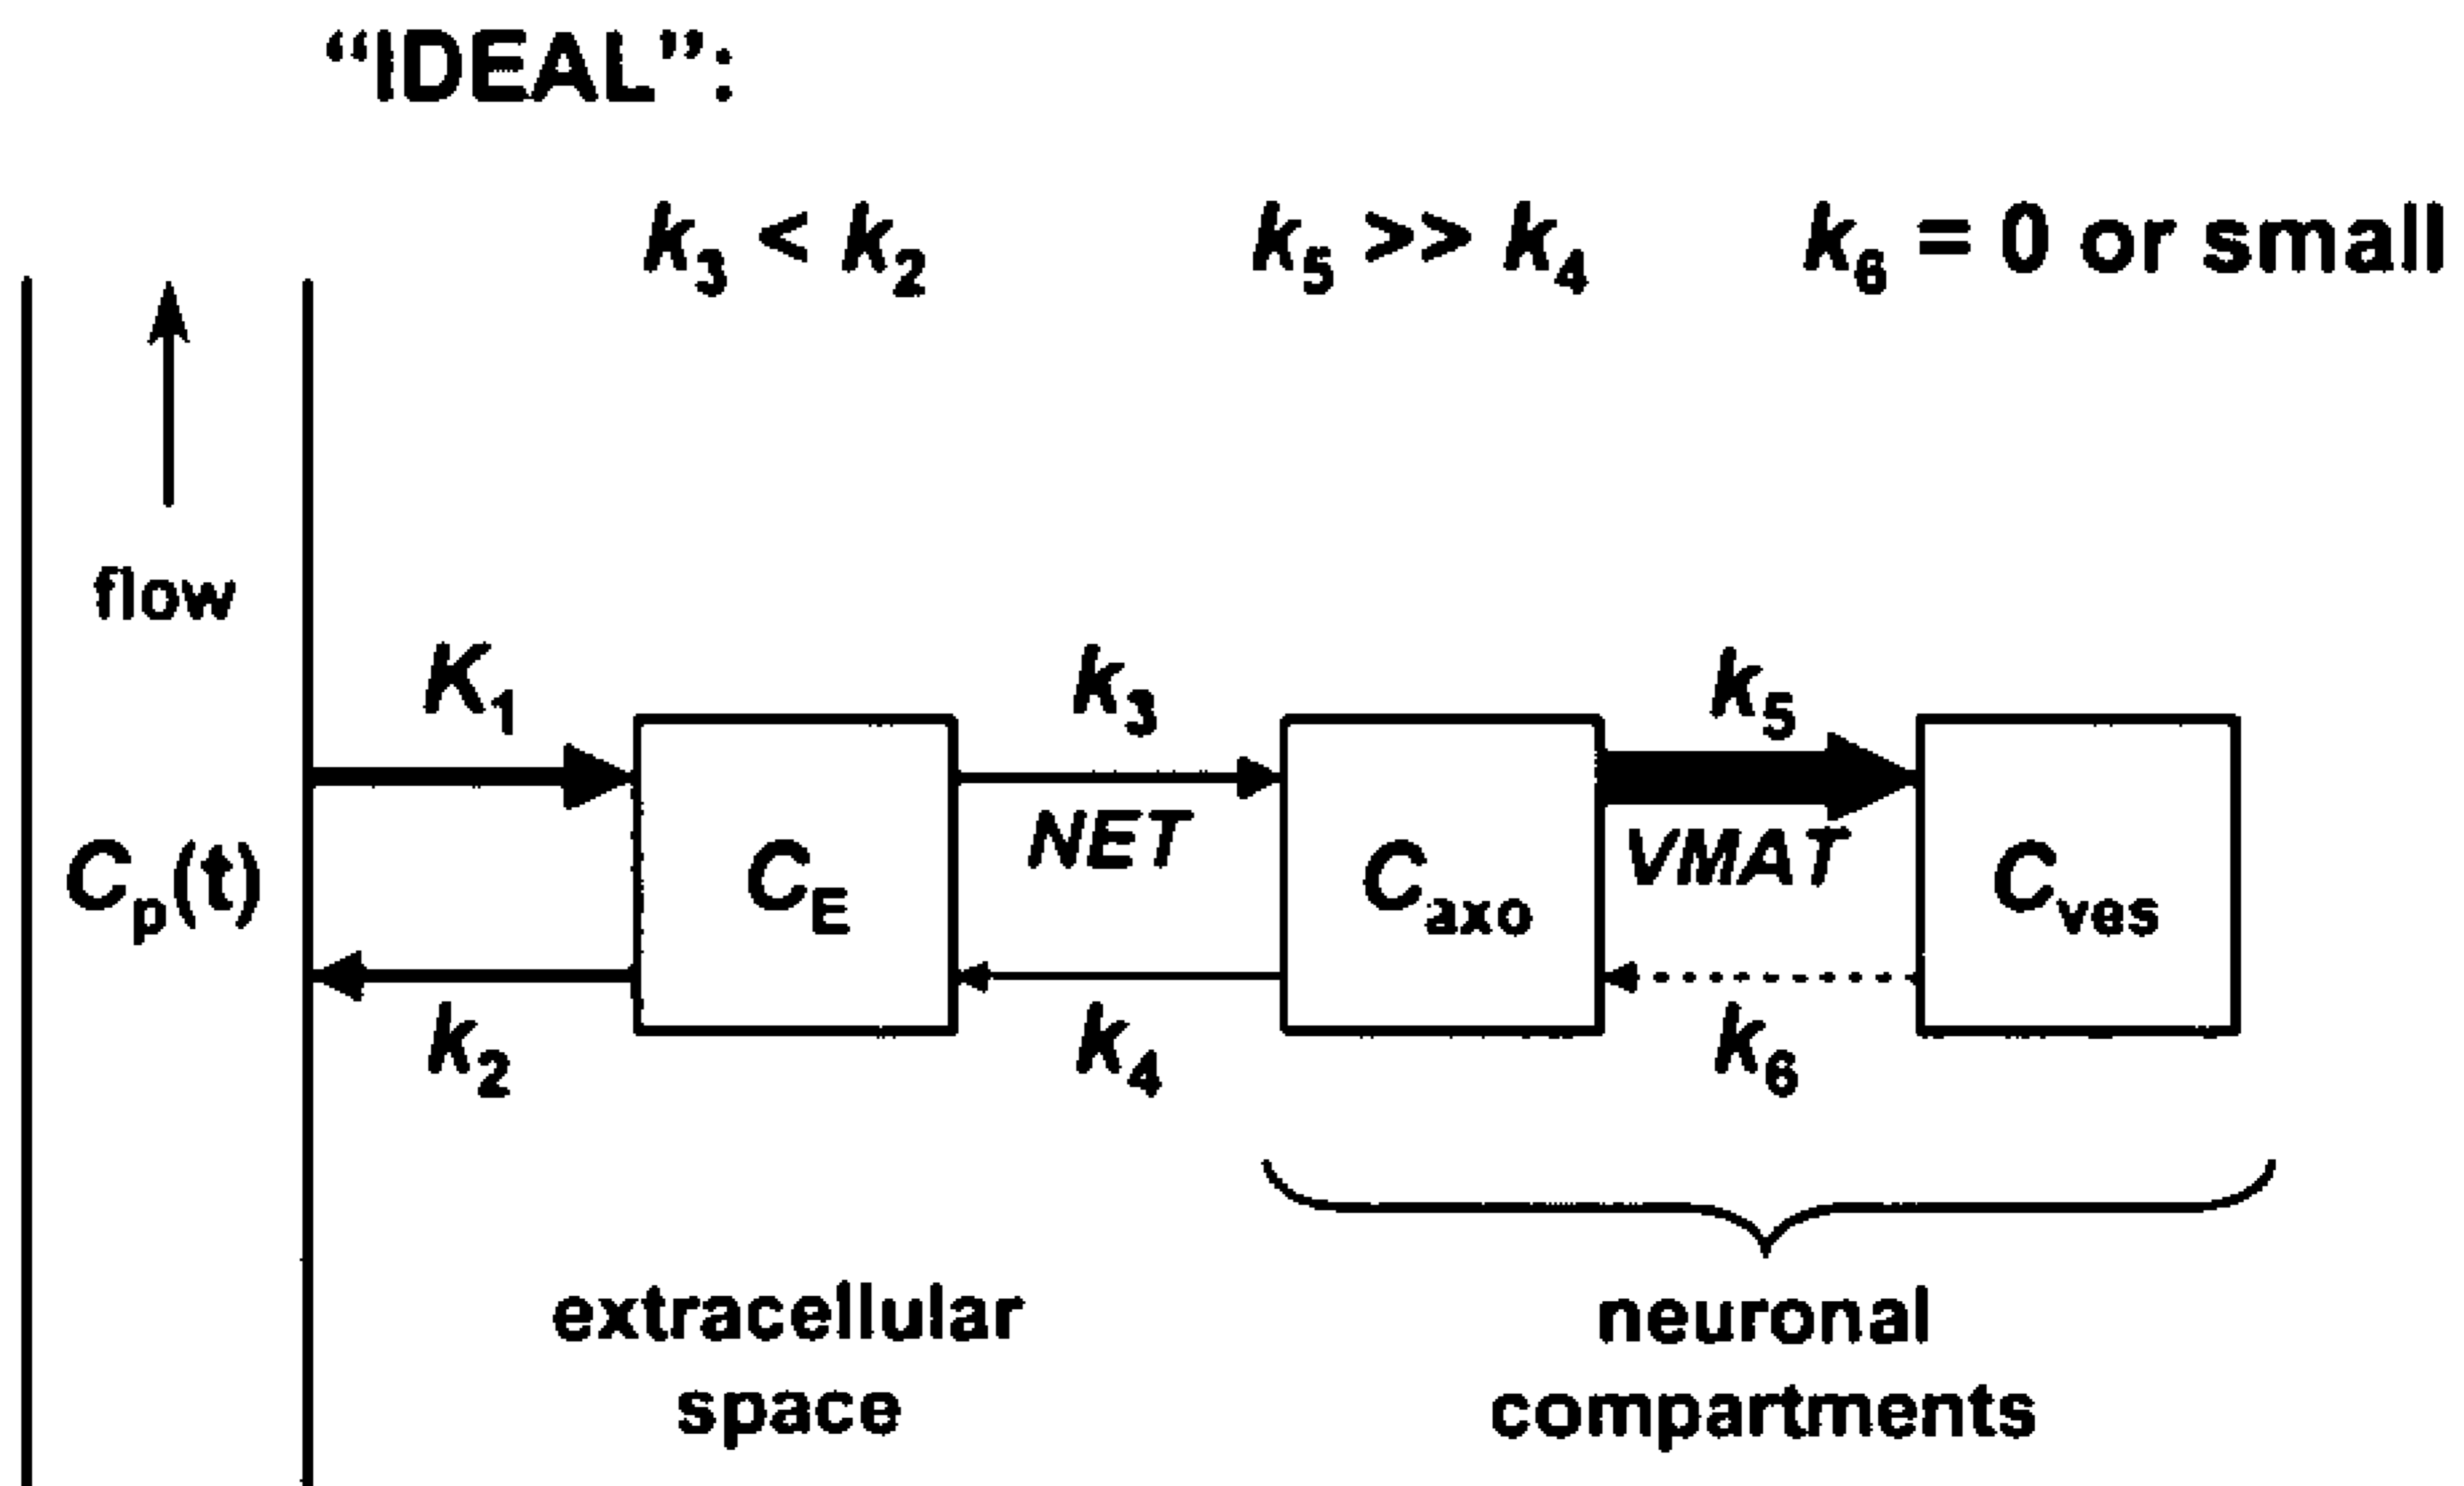 “IDEAL”:
k3 < k2
k5 >> k4
k6 = 0 or small
flow
K1
k3
k5
NET
VMAT
Cp(t)
CE
Caxo
Cves
k2
k4
k6
extracellular
space
neuronal
compartments